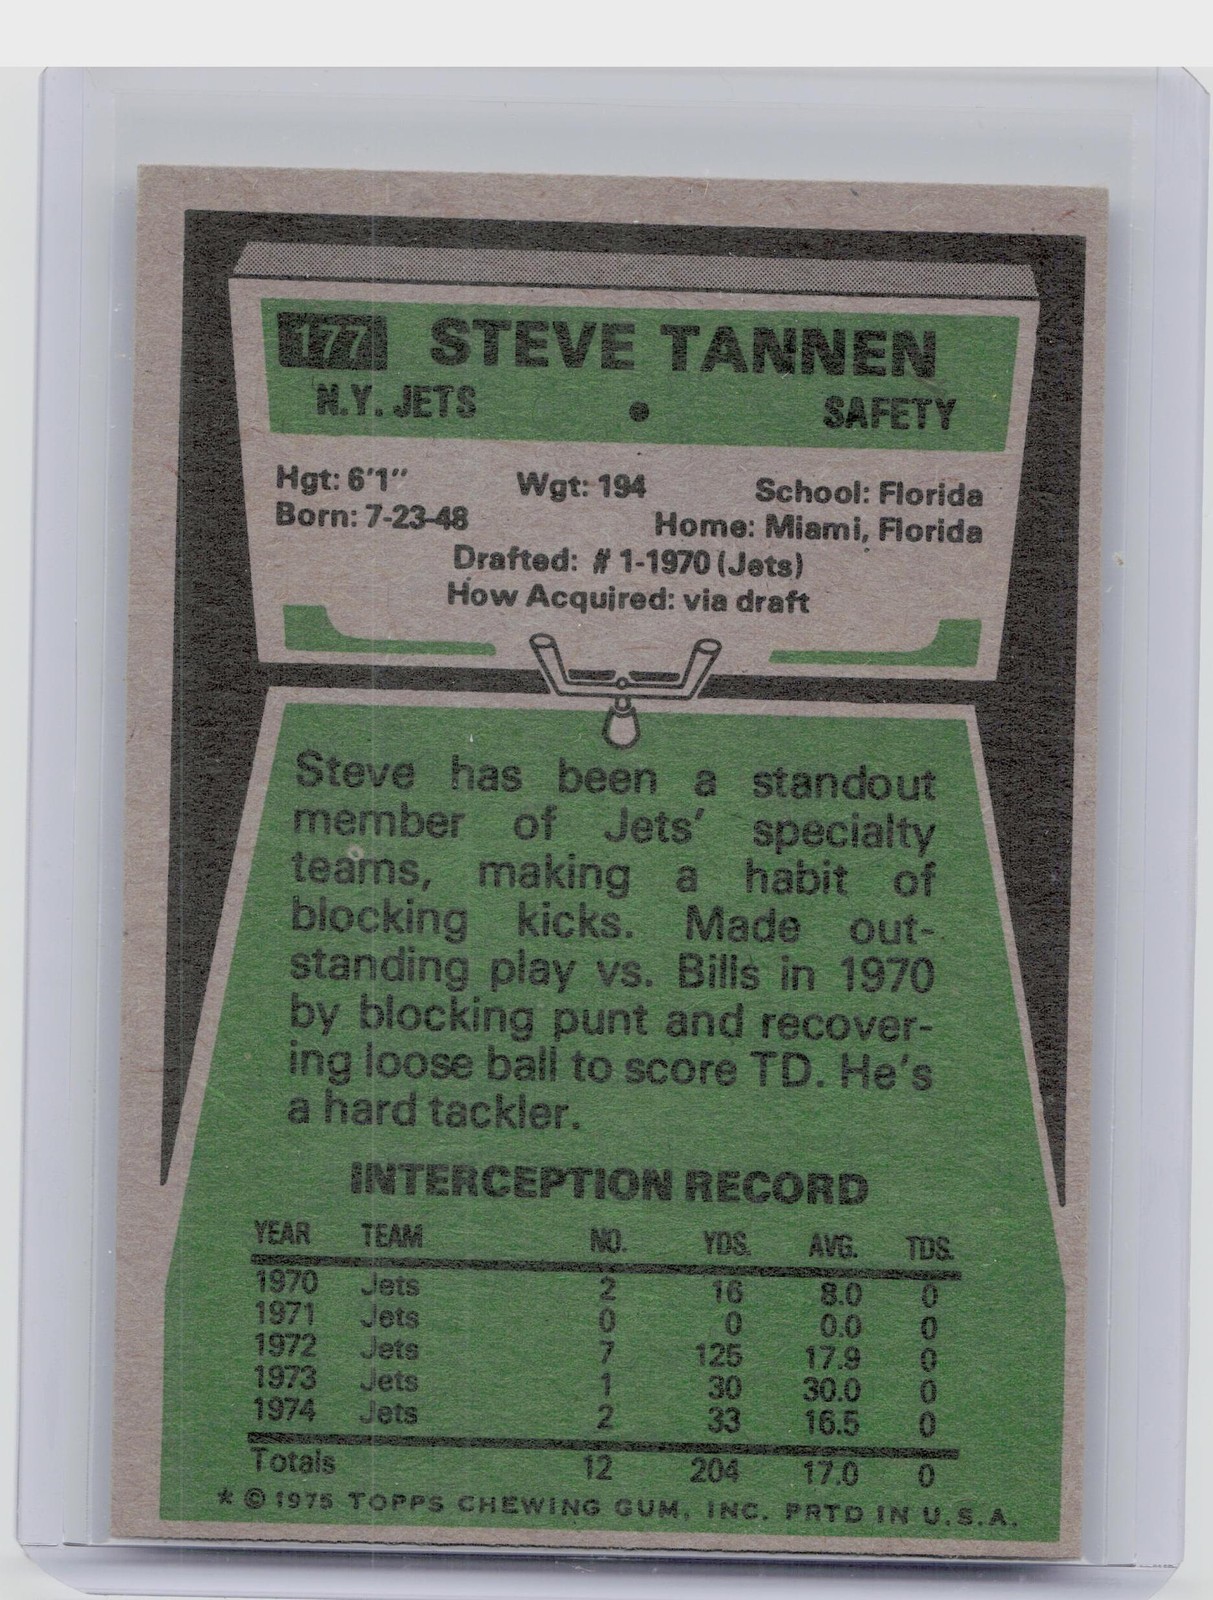 177 STEVE TANNEN
N.Y. JETS • SAFETY
Hgt: 6'1" Wgt: 194 School: Florida
Born: 7-23-48 Home: Miami, Florida
Drafted: #1-1970 (Jets)
How Acquired: via draft
Steve has been a standout
member of Jets' specialty
teams, making a habit of
blocking kicks. Made out-
standing play vs. Bills in 1970
by blocking punt and recover-
ing loose ball to score TD. He's
a hard tackler.
INTERCEPTION RECORD
YEAR TEAM NO. YDS. AVG. TDS.
1970 Jets 2 16 8.0 0
1971 Jets 0 0 0.0 0
1972 Jets 7 125 17.9 0
1973 Jets 1 30 30.0 0
1974 Jets 2 33 16.5 0
Totals 12 204 17.0 0
* © 1975 TOPPS CHEWING GUM, INC. PRTD IN U.S.A.